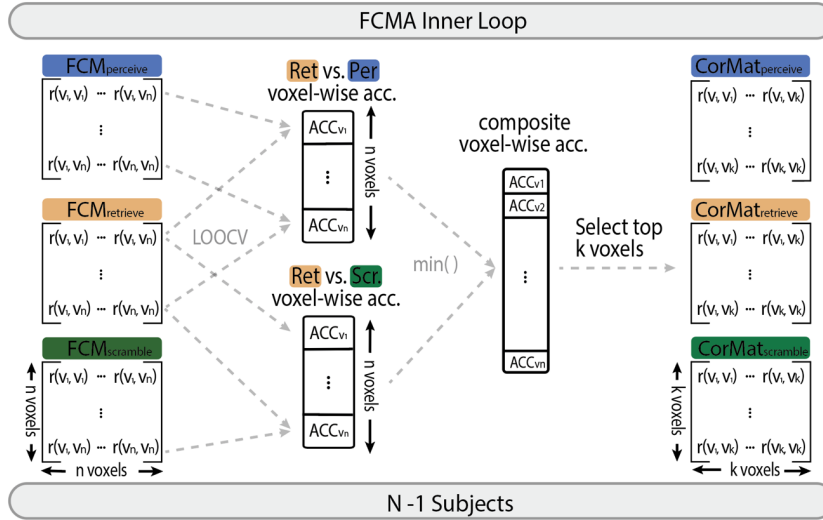 FCMA Inner Loop
FCMperceive
r(v₁, v₁) ··· r(v₁, vₙ)
⋮
r(v₁, vₙ) ··· r(vₙ, vₙ)
FCMretrieve
r(v₁, v₁) ··· r(v₁, vₙ)
⋮
r(v₁, vₙ) ··· r(vₙ, vₙ)
FCMscramble
r(v₁, v₁) ··· r(v₁, vₙ)
⋮
r(v₁, vₙ) ··· r(vₙ, vₙ)
n voxels
n voxels
LOOCV
Ret vs. Per
voxel-wise acc.
ACCv1
⋮
ACCvn
n voxels
Ret vs. Scr.
voxel-wise acc.
ACCv1
⋮
ACCvn
n voxels
min( )
composite
voxel-wise acc.
ACCv1
ACCv2
⋮
ACCvn
Select top
k voxels
CorMatperceive
r(v₁, v₁) ··· r(v₁, vₖ)
⋮
r(v₁, vₖ) ··· r(vₖ, vₖ)
CorMatretrieve
r(v₁, v₁) ··· r(v₁, vₖ)
⋮
r(v₁, vₖ) ··· r(vₖ, vₖ)
CorMatscramble
r(v₁, v₁) ··· r(v₁, vₖ)
⋮
r(v₁, vₖ) ··· r(vₖ, vₖ)
k voxels
k voxels
N -1 Subjects